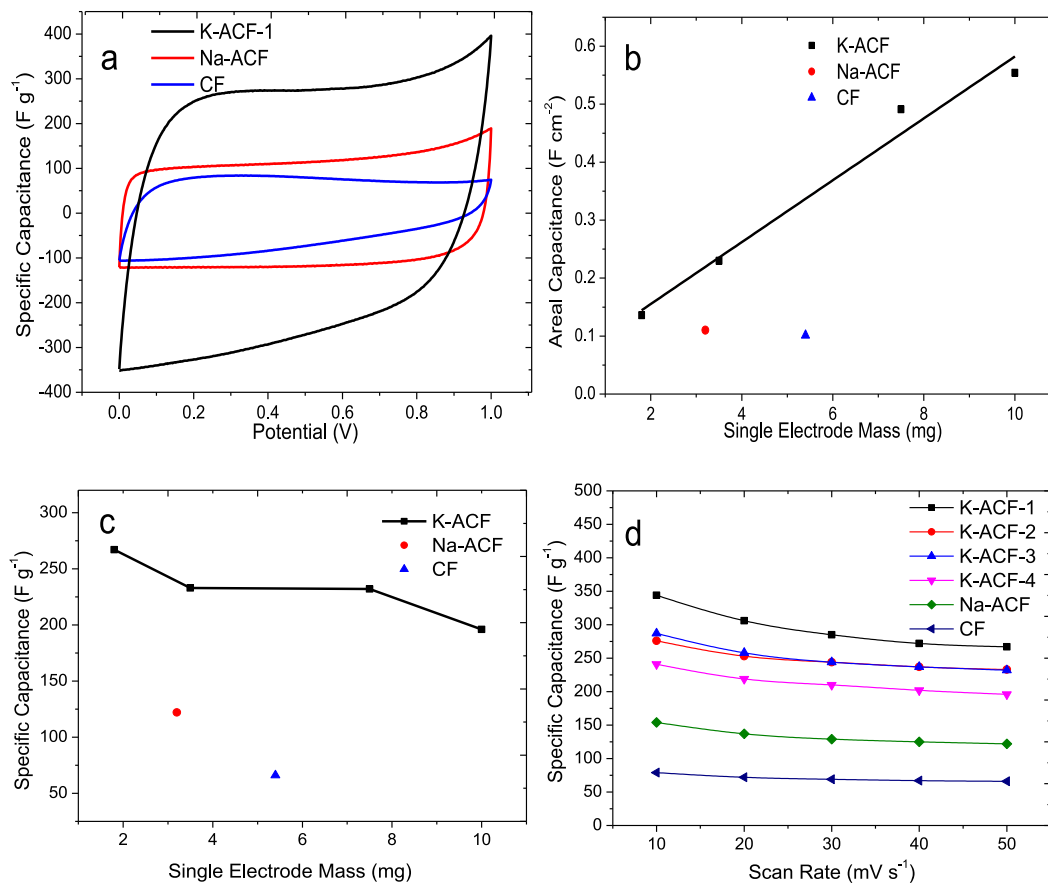 a
K-ACF-1
Na-ACF
CF
Specific Capacitance (F g⁻¹)
400
300
200
100
0
-100
-200
-300
-400
0.0 0.2 0.4 0.6 0.8 1.0
Potential (V)
b
K-ACF
Na-ACF
CF
Areal Capacitance (F cm⁻²)
0.6
0.5
0.4
0.3
0.2
0.1
0.0
2 4 6 8 10
Single Electrode Mass (mg)
c
K-ACF
Na-ACF
CF
Specific Capacitance (F g⁻¹)
300
250
200
150
100
50
2 4 6 8 10
Single Electrode Mass (mg)
d
K-ACF-1
K-ACF-2
K-ACF-3
K-ACF-4
Na-ACF
CF
Specific Capacitance (F g⁻¹)
500
450
400
350
300
250
200
150
100
50
0
10 20 30 40 50
Scan Rate (mV s⁻¹)